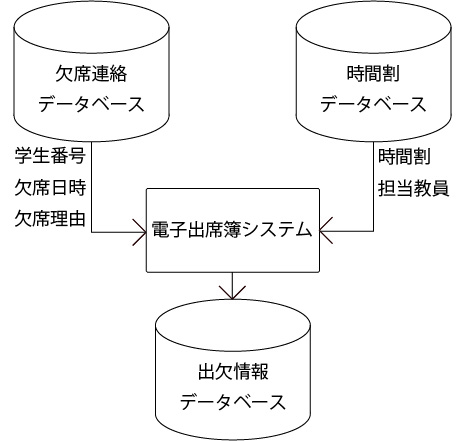 欠席連絡
データベース
時間割
データベース
学生番号
欠席日時
欠席理由
時間割
担当教員
電子出席簿システム
出欠情報
データベース